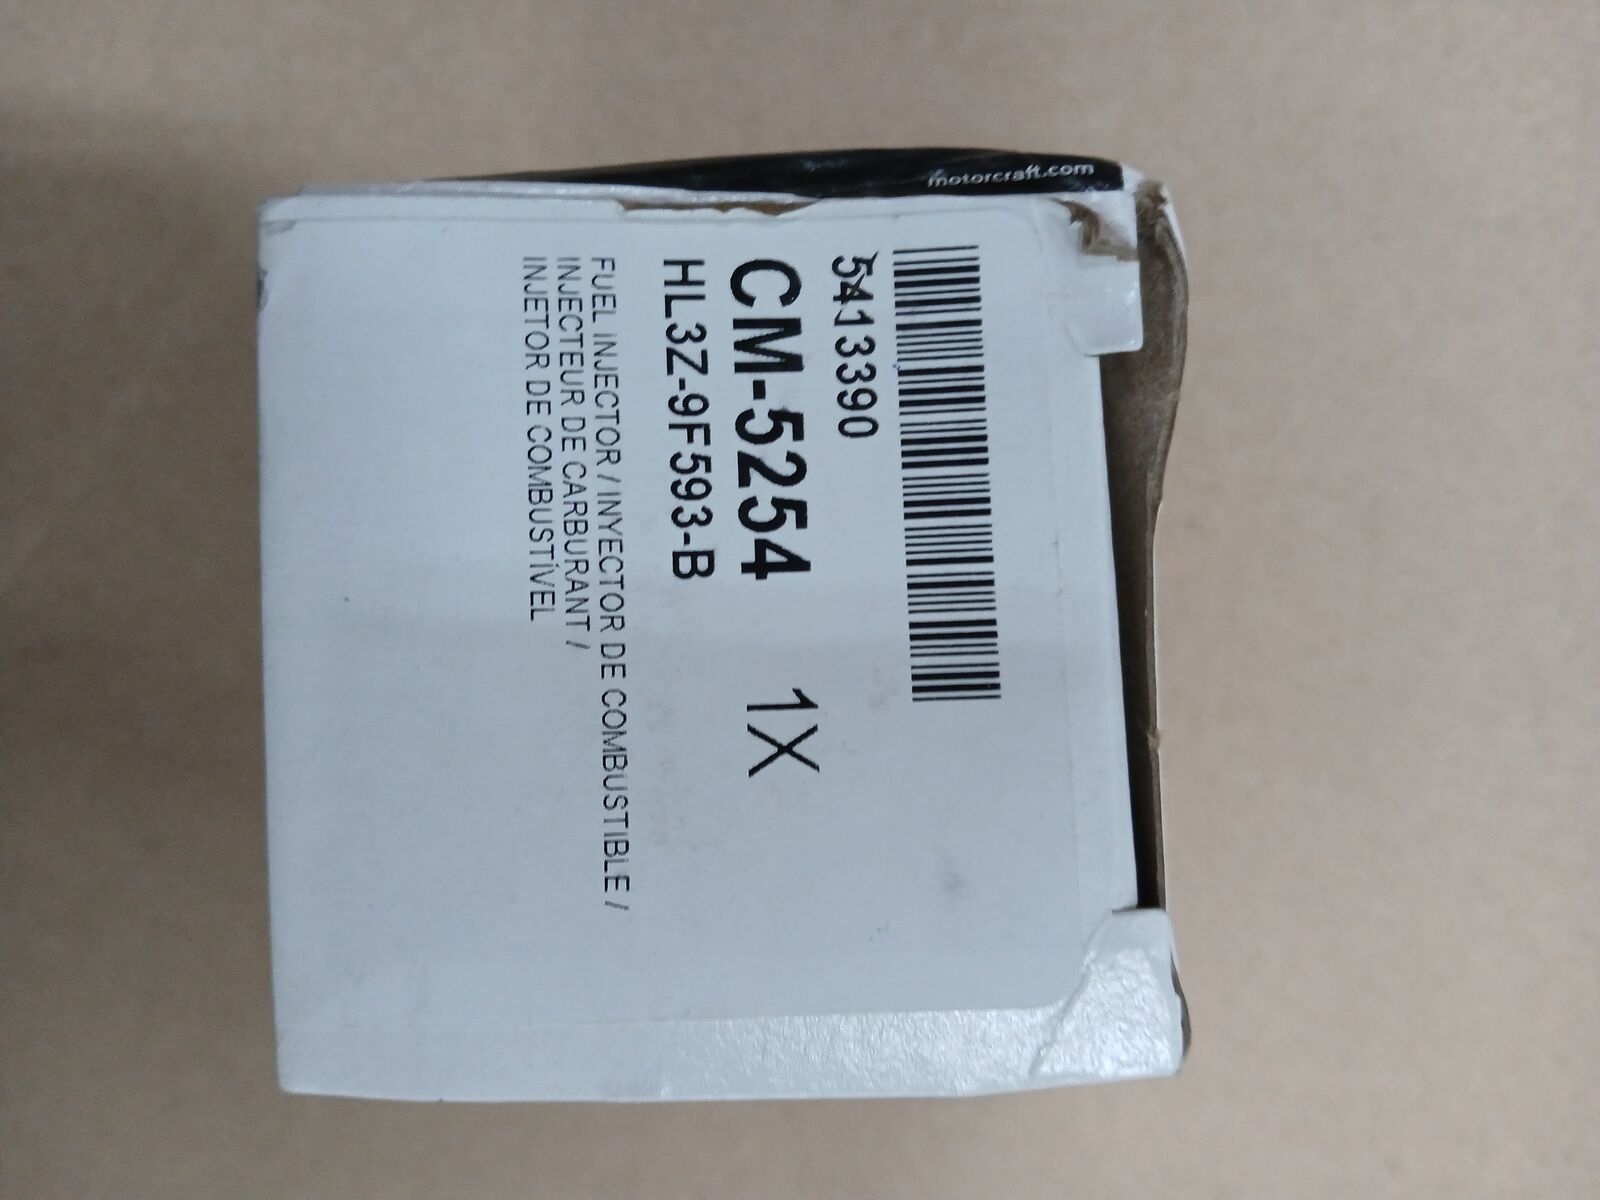 motorcraft.com
5413390
CM-5254 1X
HL3Z-9F593-B
FUEL INJECTOR / INYECTOR DE COMBUSTIBLE /
INJECTEUR DE CARBURANT /
INJETOR DE COMBUSTÍVEL